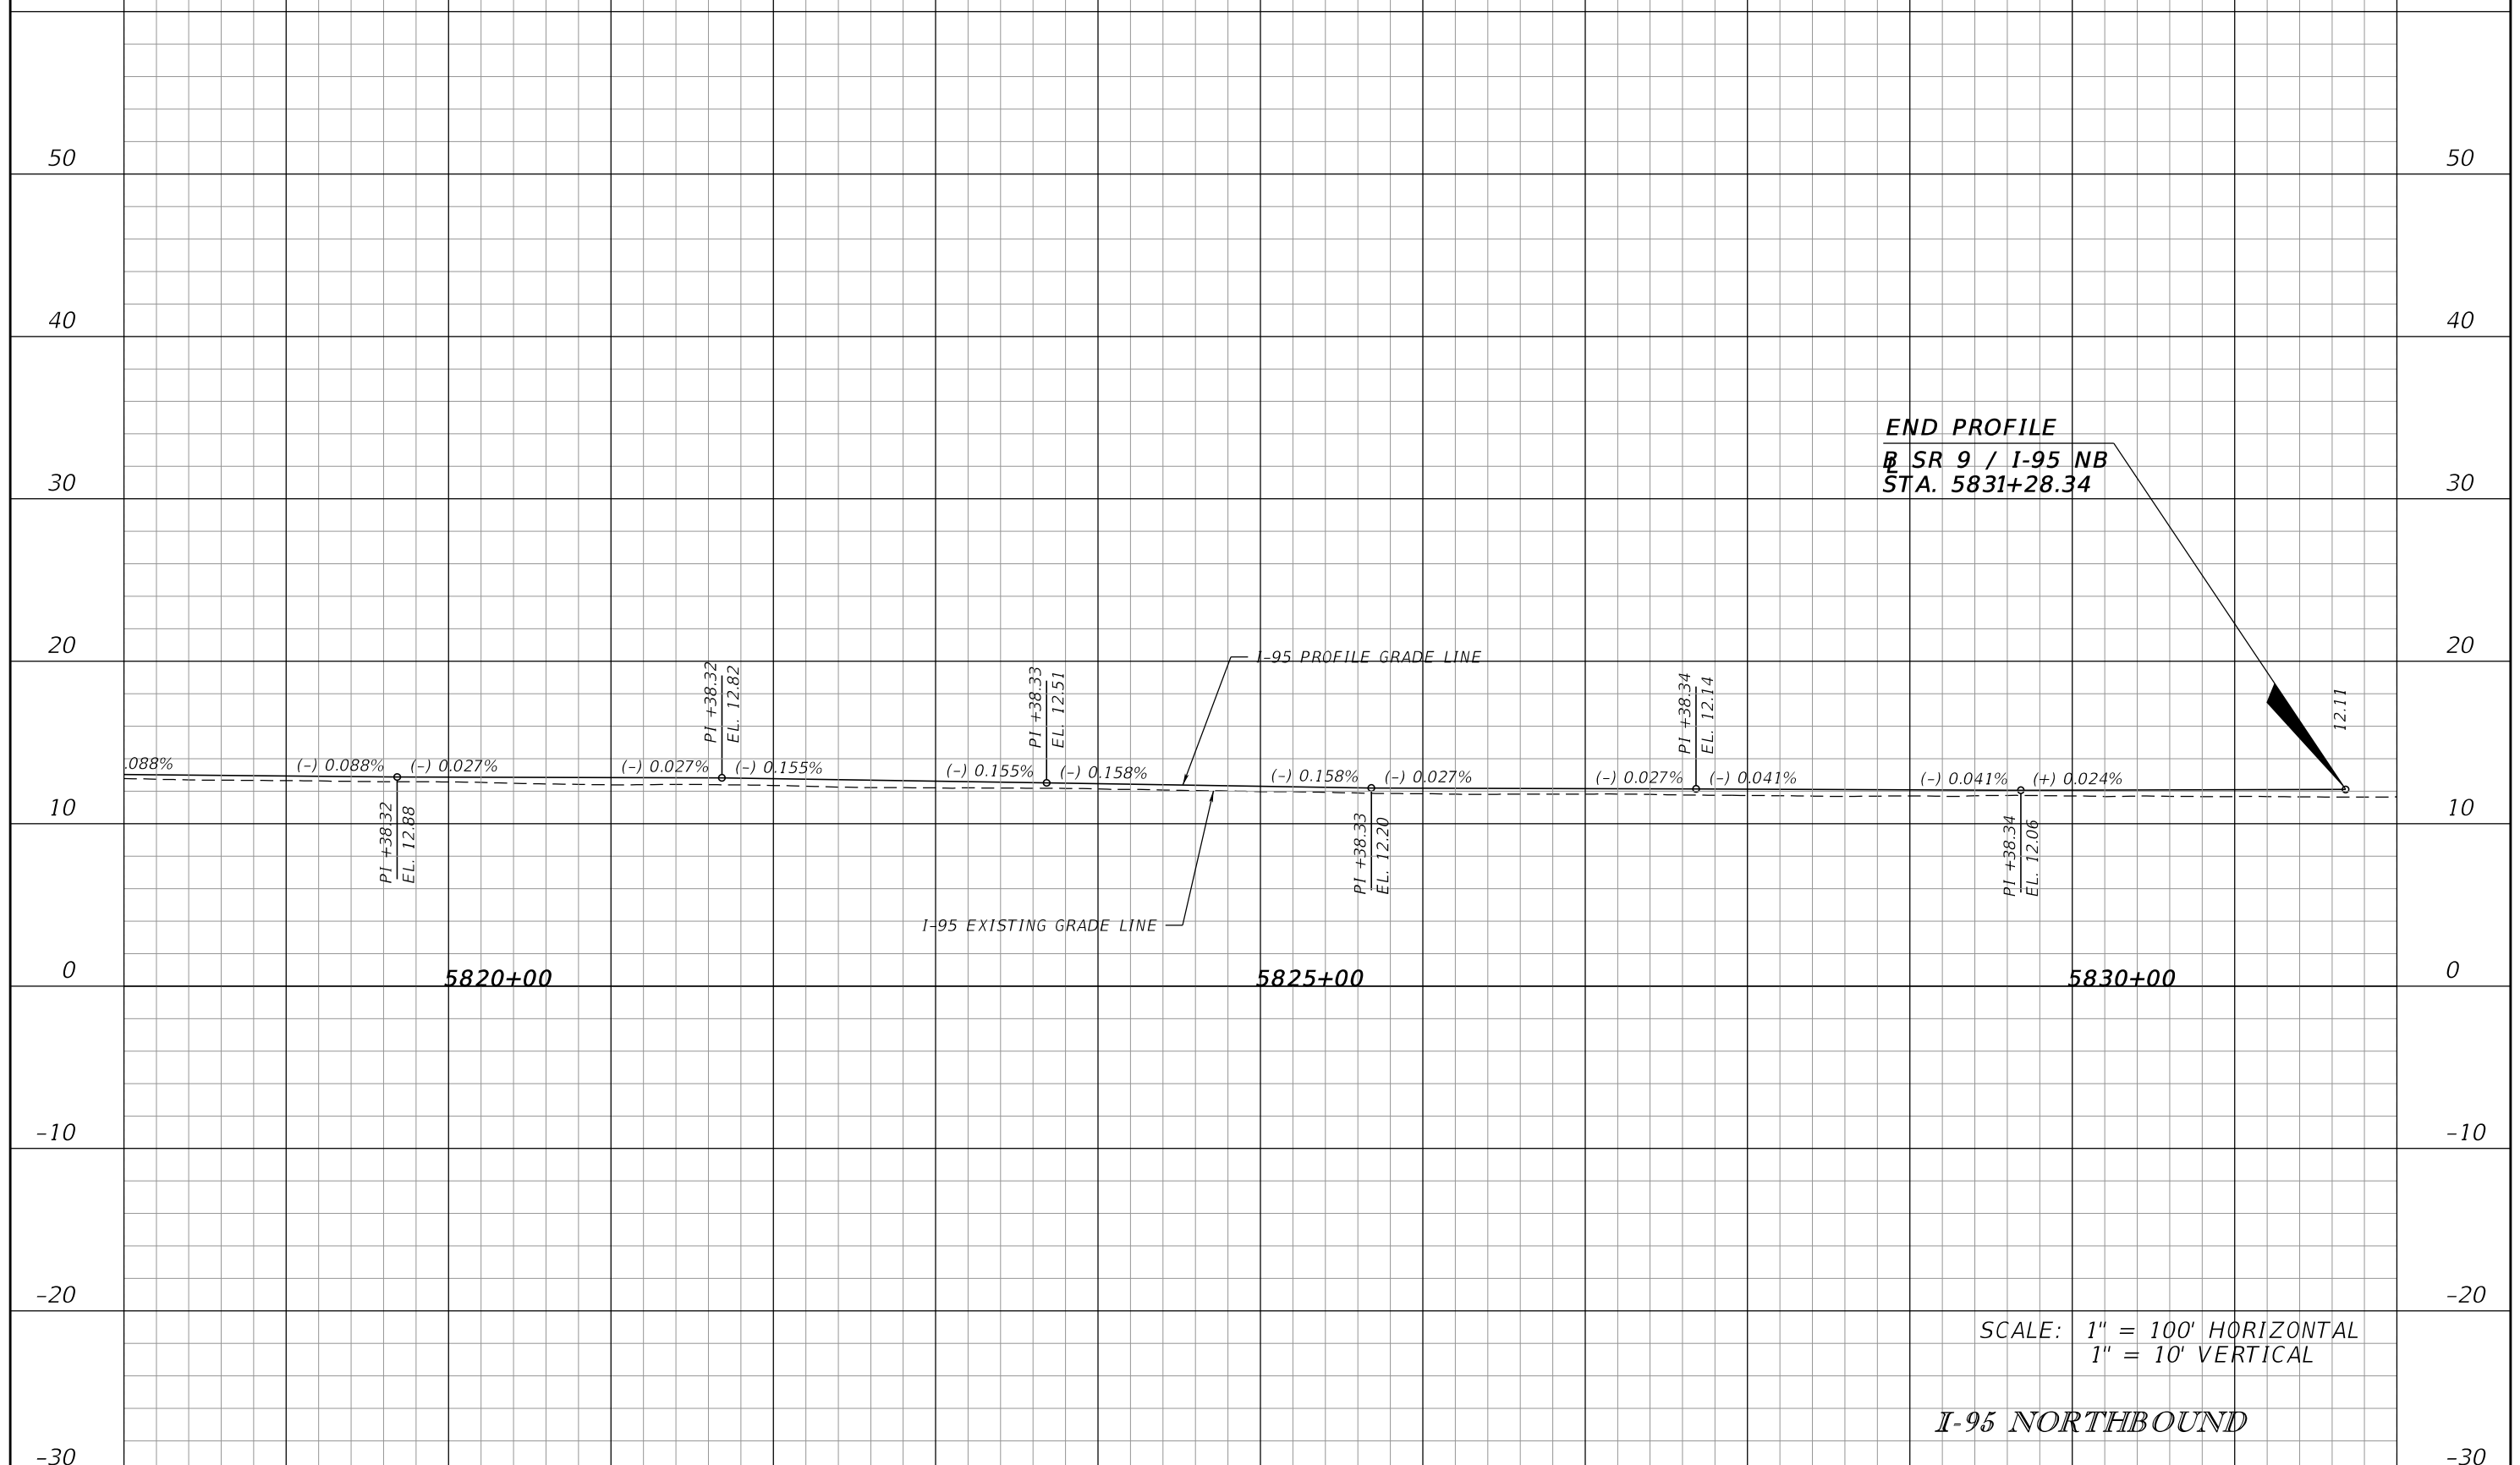 50
50
40
40
END PROFILE
BL SR 9 / I-95 NB
STA. 5831+28.34
30
30
20
20
I-95 PROFILE GRADE LINE
PI +38.32
EL. 12.82
PI +38.33
EL. 12.51
PI +38.34
EL. 12.14
12.11
.088%
(-) 0.088%
(-) 0.027%
(-) 0.027%
(-) 0.155%
(-) 0.155%
(-) 0.158%
(-) 0.158%
(-) 0.027%
(-) 0.027%
(-) 0.041%
(-) 0.041%
(+) 0.024%
10
10
PI +38.32
EL. 12.88
PI +38.33
EL. 12.20
PI +38.34
EL. 12.06
I-95 EXISTING GRADE LINE
0
5820+00
5825+00
5830+00
0
-10
-10
-20
-20
SCALE: 1" = 100' HORIZONTAL
1" = 10' VERTICAL
I-95 NORTHBOUND
-30
-30